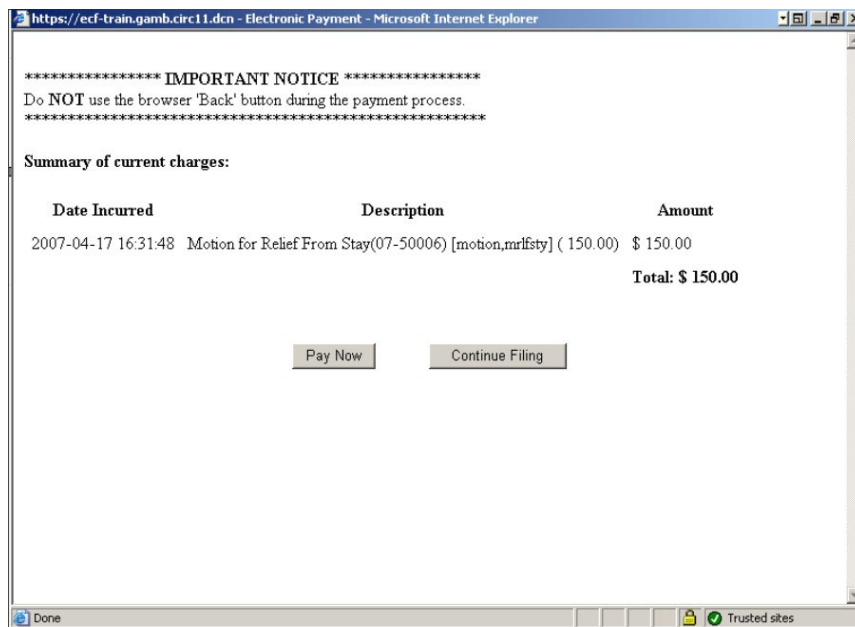 https://ecf-train.gamb.circ11.dcn - Electronic Payment - Microsoft Internet Explorer
**************** IMPORTANT NOTICE ****************
Do NOT use the browser 'Back' button during the payment process.
******************************************************
Summary of current charges:
Date Incurred Description Amount
2007-04-17 16:31:48 Motion for Relief From Stay(07-50006) [motion,mrlfsty] ( 150.00) $ 150.00
Total: $ 150.00
Pay Now Continue Filing
Done Trusted sites